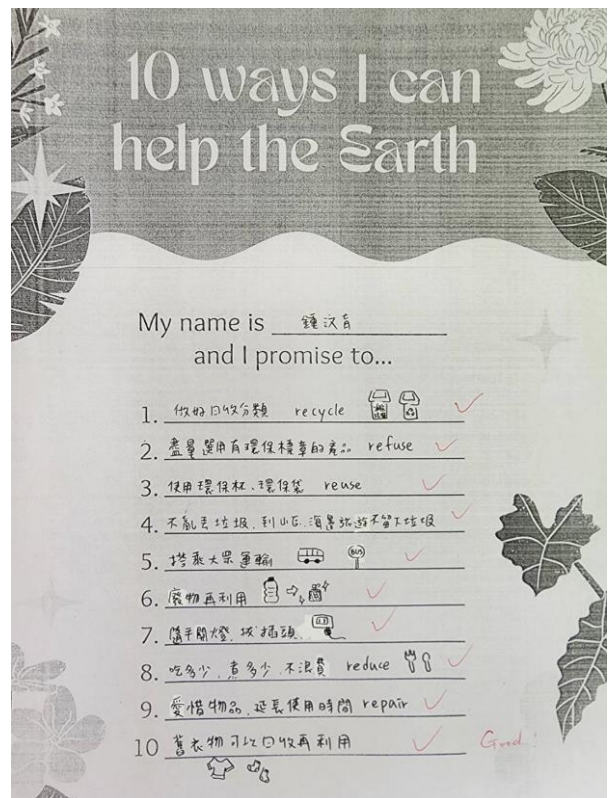 10 ways I can
help the Earth
My name is 鍾汶育
and I promise to...
1. 做好回收分類 recycle
2. 盡量選用有環保標章的產品 refuse
3. 使用環保杯、環保袋 reuse
4. 不亂丟垃圾,到山區、海邊旅遊不留下垃圾
5. 搭乘大眾運輸 BUS
6. 廢物再利用
7. 隨手關燈、拔插頭
8. 吃多少,煮多少,不浪費 reduce
9. 愛惜物品,延長使用時間 repair
10 舊衣物可以回收再利用
Good!